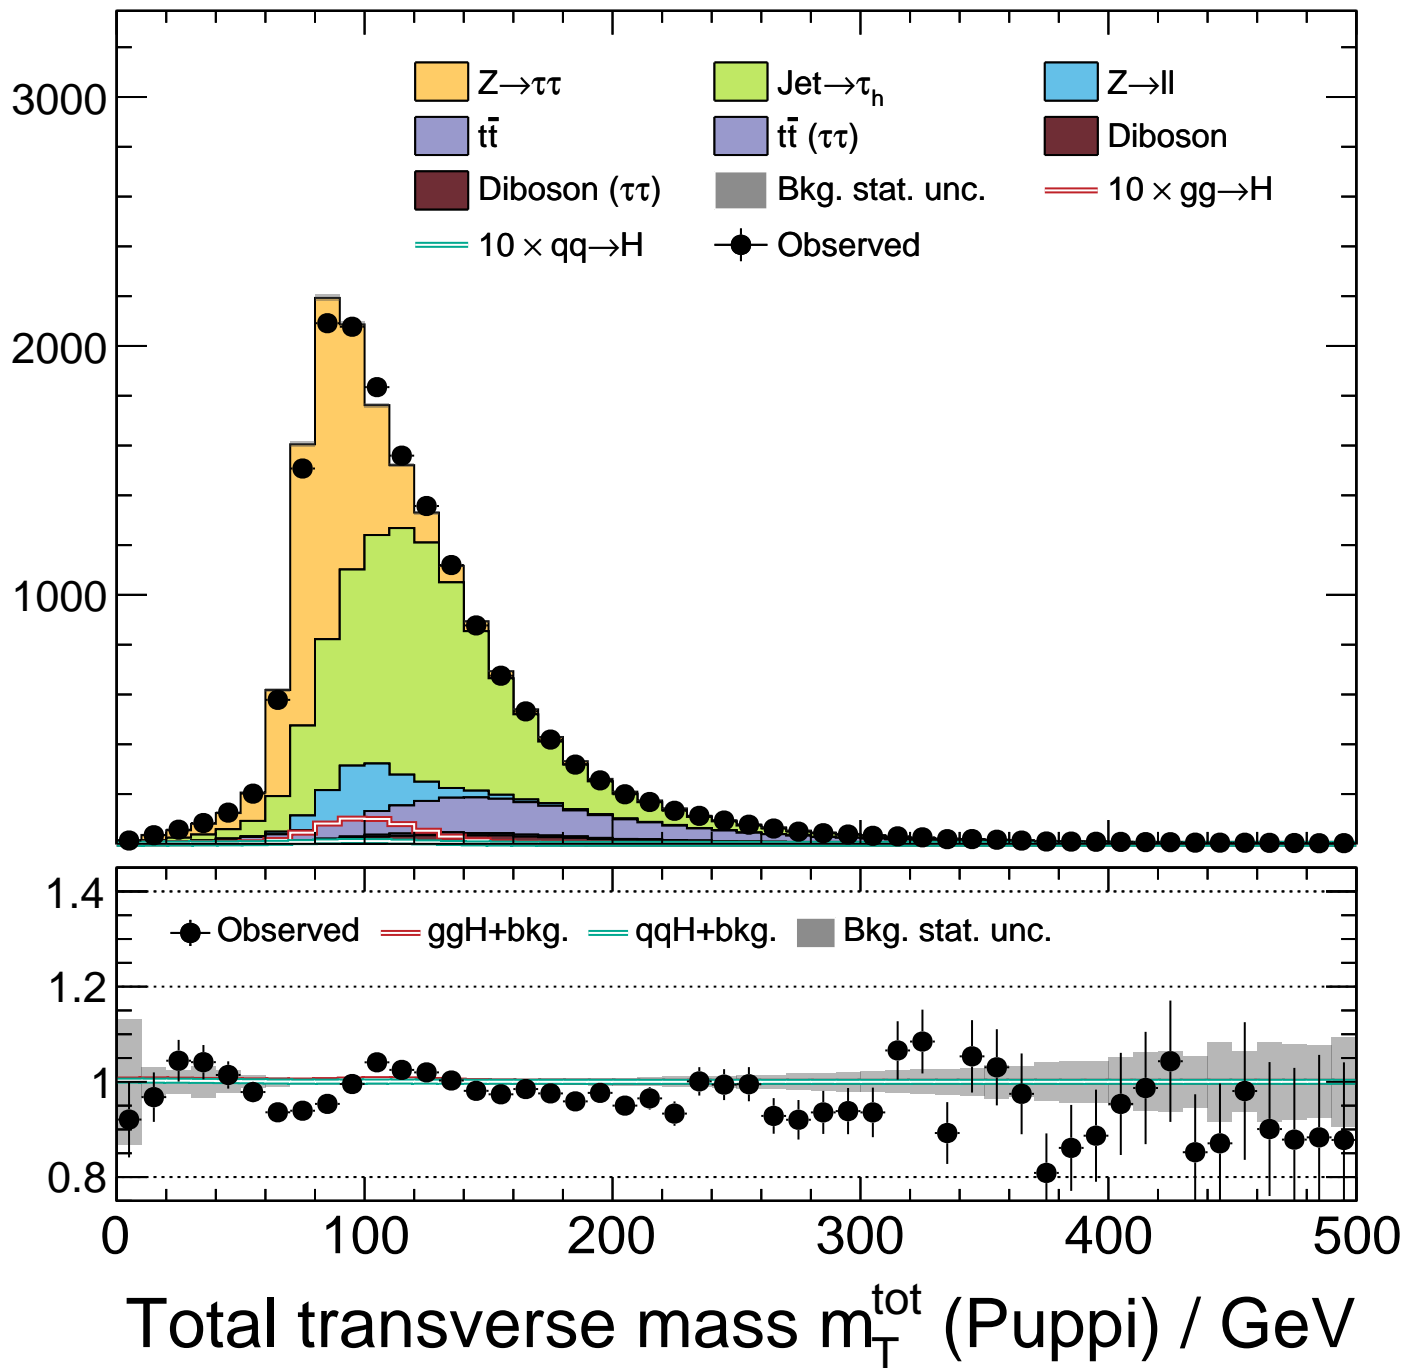 3000
2000
1000
Z→ττ Jet→τh Z→ll
tt̄ tt̄ (ττ) Diboson
Diboson (ττ) Bkg. stat. unc. 10 × gg→H
10 × qq→H Observed
1.4
1.2
1
0.8
Observed ggH+bkg. qqH+bkg. Bkg. stat. unc.
0 100 200 300 400 500
Total transverse mass m_T^tot (Puppi) / GeV